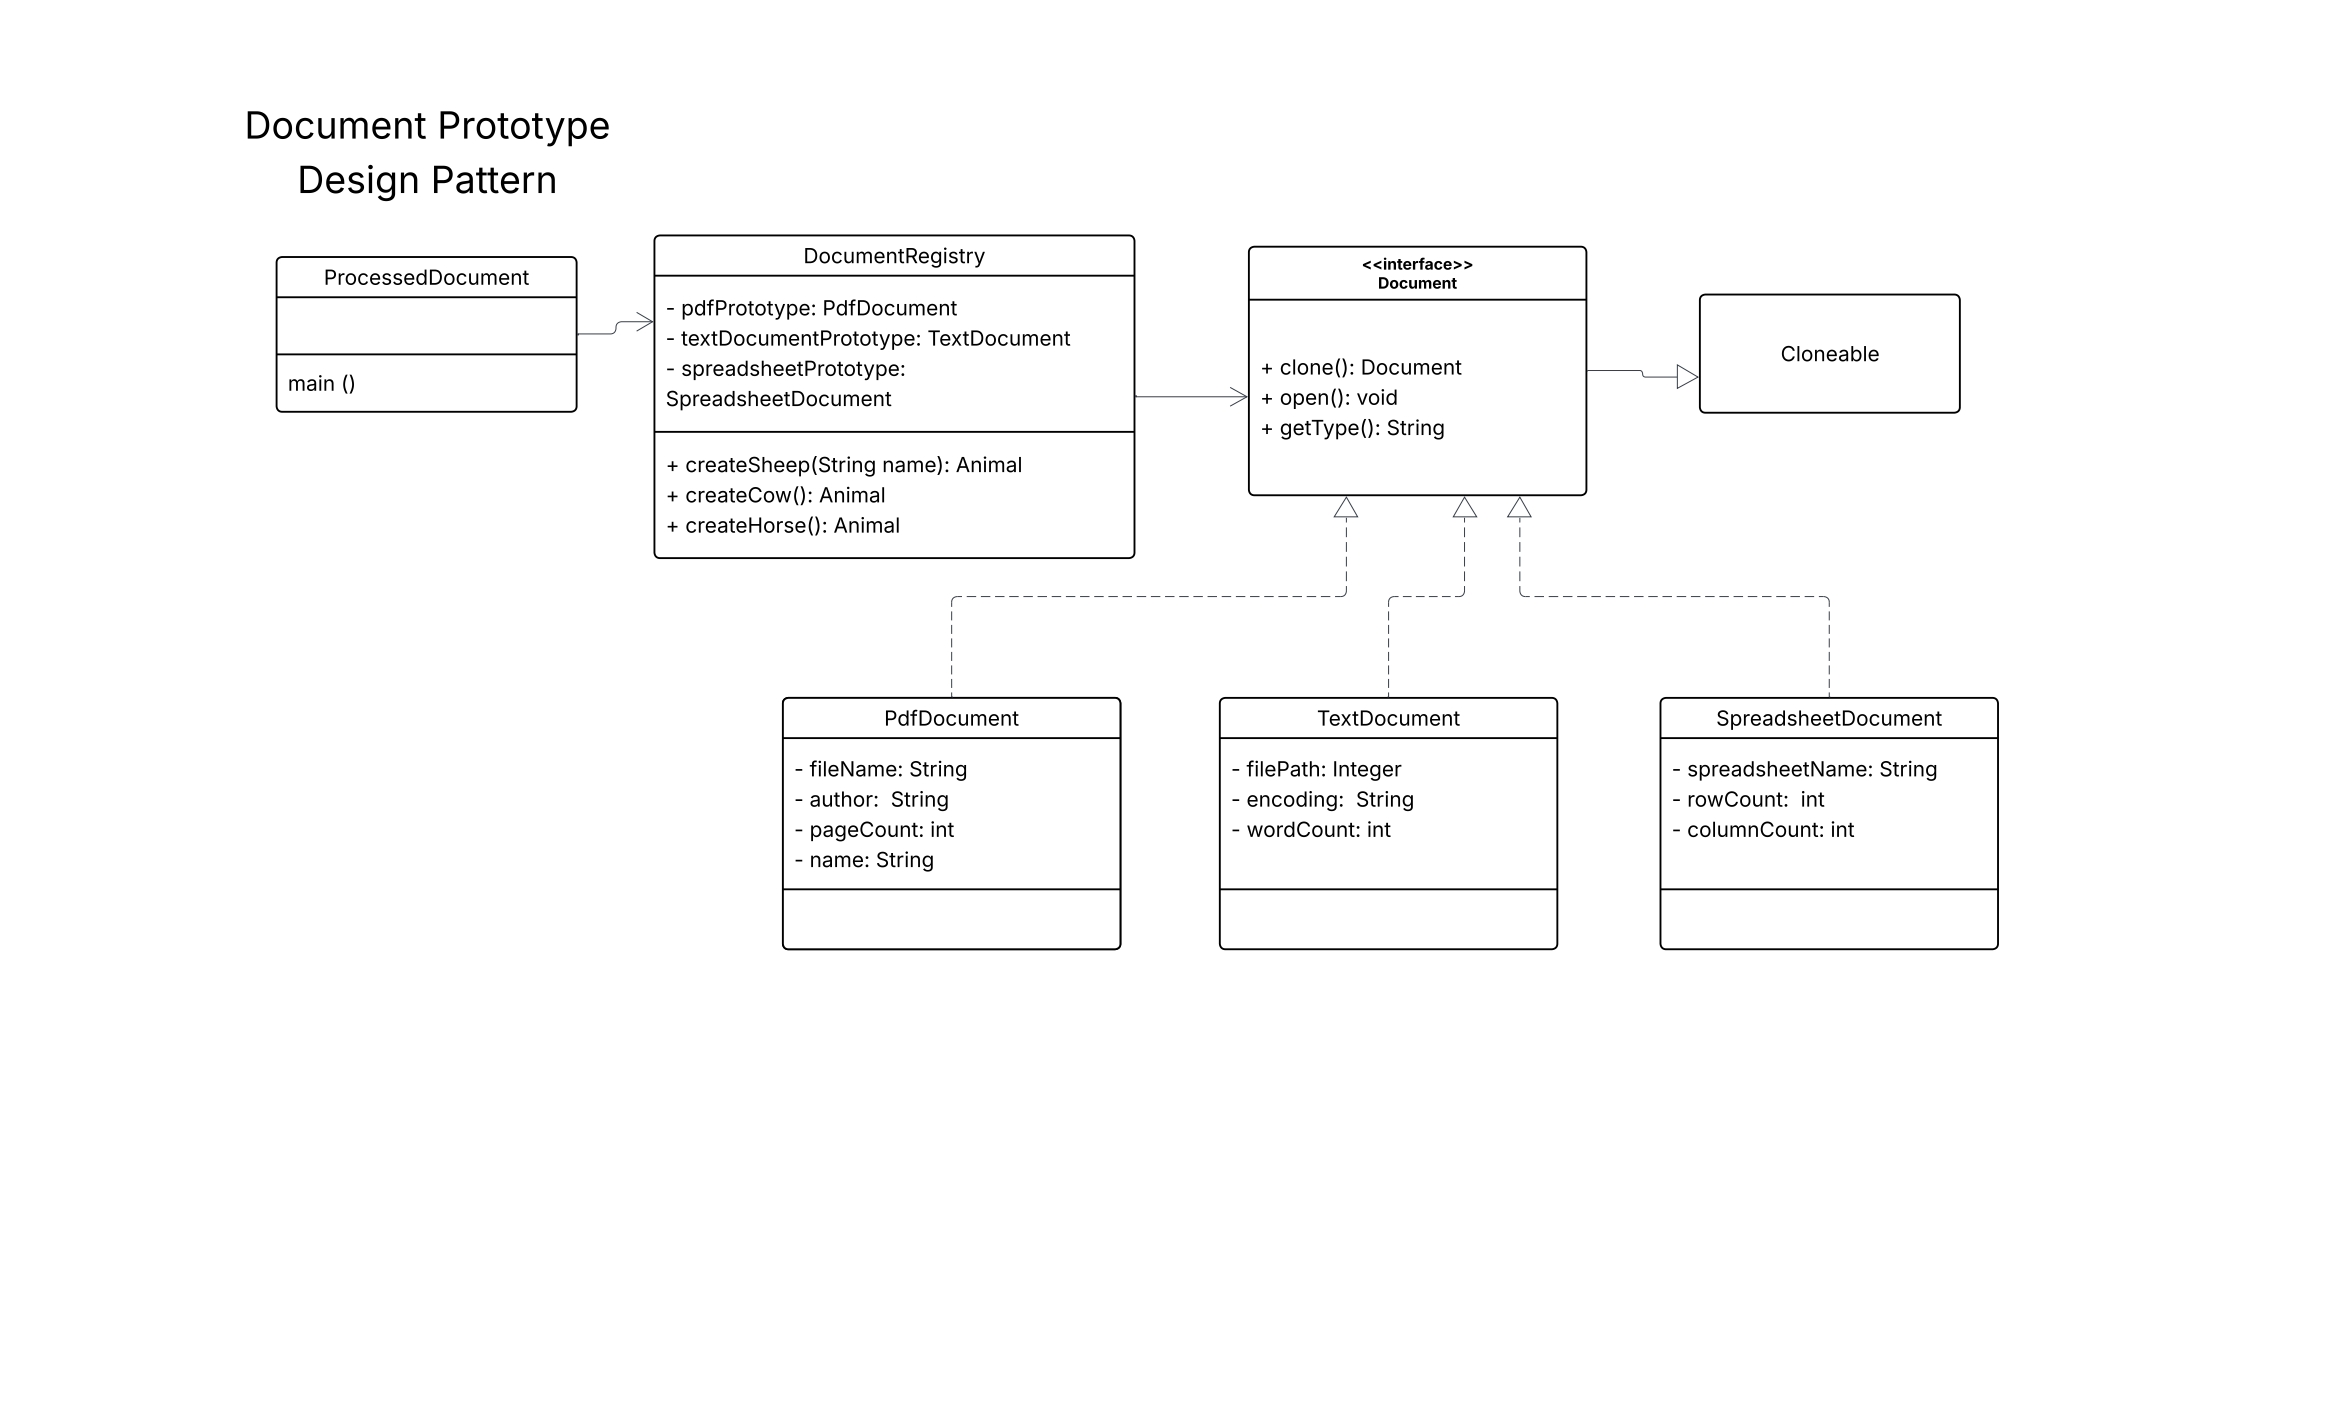 Document Prototype
Design Pattern
ProcessedDocument
main ()
DocumentRegistry
- pdfPrototype: PdfDocument
- textDocumentPrototype: TextDocument
- spreadsheetPrototype:
SpreadsheetDocument
+ createSheep(String name): Animal
+ createCow(): Animal
+ createHorse(): Animal
<<interface>>
Document
+ clone(): Document
+ open(): void
+ getType(): String
Cloneable
PdfDocument
- fileName: String
- author:  String
- pageCount: int
- name: String
TextDocument
- filePath: Integer
- encoding:  String
- wordCount: int
SpreadsheetDocument
- spreadsheetName: String
- rowCount:  int
- columnCount: int